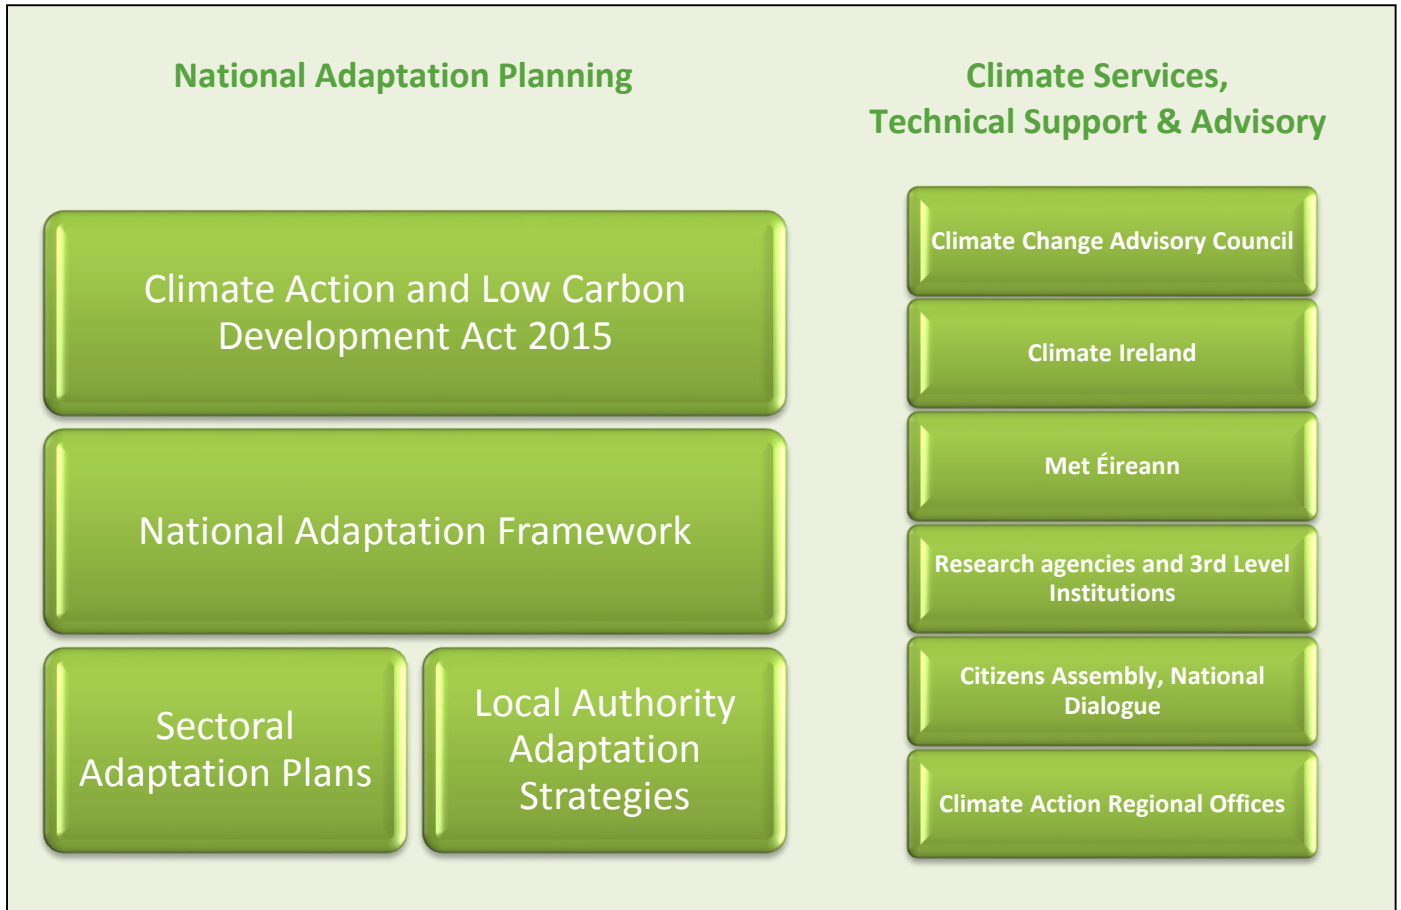 National Adaptation Planning
Climate Action and Low Carbon
Development Act 2015
National Adaptation Framework
Sectoral
Adaptation Plans
Local Authority
Adaptation
Strategies
Climate Services,
Technical Support & Advisory
Climate Change Advisory Council
Climate Ireland
Met Éireann
Research agencies and 3rd Level
Institutions
Citizens Assembly, National
Dialogue
Climate Action Regional Offices